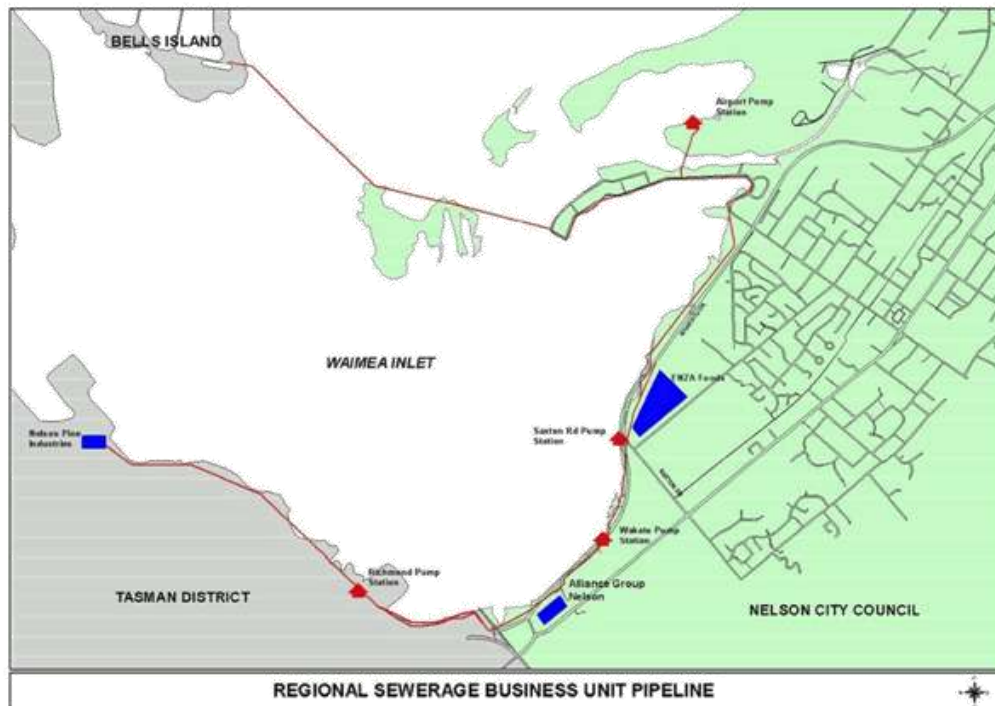 BELLS ISLAND
Airport Pump
Station
WAIMEA INLET
ENZA Foods
Nelson Pine
Industries
Saxton Rd Pump
Station
Wakatu Pump
Station
Richmond Pump
Station
Alliance Group
Nelson
TASMAN DISTRICT
NELSON CITY COUNCIL
REGIONAL SEWERAGE BUSINESS UNIT PIPELINE